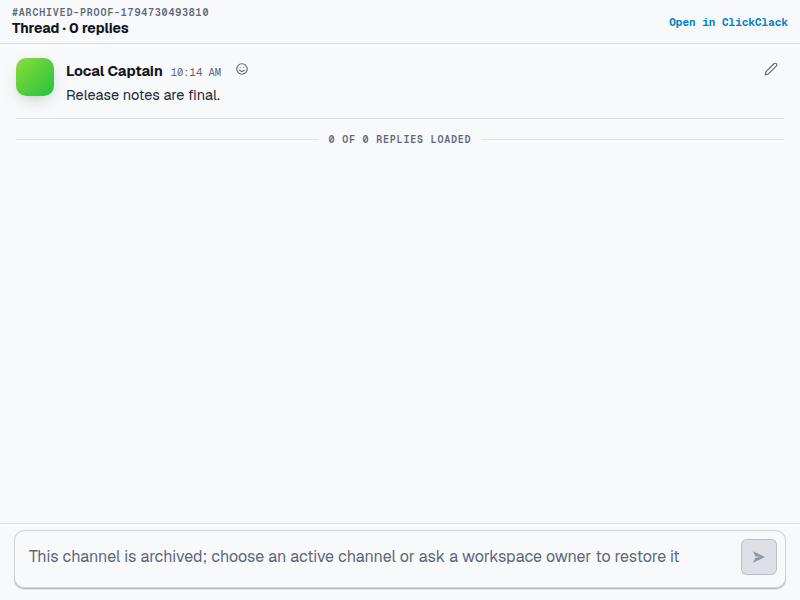 #ARCHIVED-PROOF-1794730493810
Thread · 0 replies
Open in ClickClack
Local Captain 10:14 AM
Release notes are final.
0 OF 0 REPLIES LOADED
This channel is archived; choose an active channel or ask a workspace owner to restore it